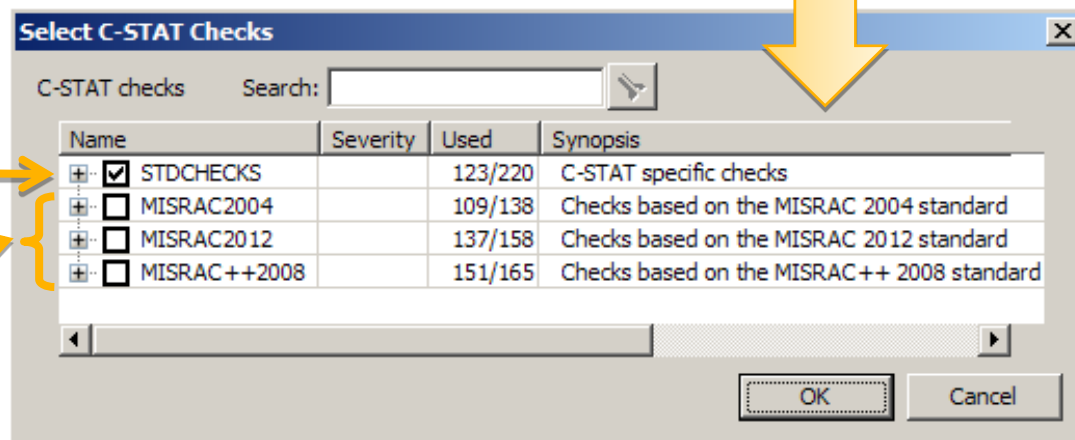 Select C-STAT Checks
C-STAT checks Search:
Name Severity Used Synopsis
STDCHECKS 123/220 C-STAT specific checks
MISRAC2004 109/138 Checks based on the MISRAC 2004 standard
MISRAC2012 137/158 Checks based on the MISRAC 2012 standard
MISRAC++2008 151/165 Checks based on the MISRAC++ 2008 standard
OK Cancel